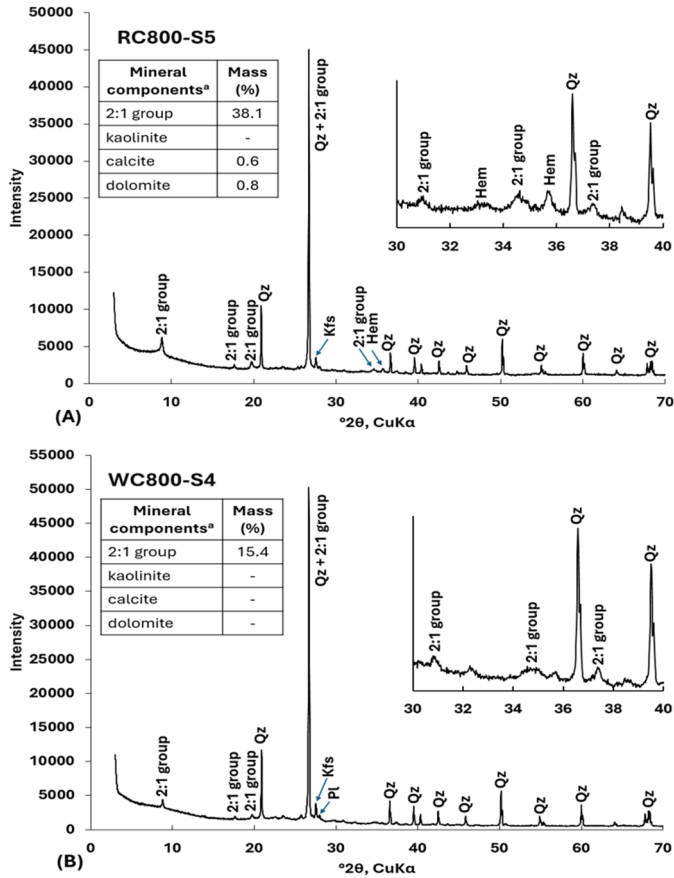 RC800-S5
50000
45000
40000
35000
30000
25000
20000
15000
10000
5000
0
Intensity
Mineral componentsᵃ Mass (%)
2:1 group 38.1
kaolinite -
calcite 0.6
dolomite 0.8
2:1 group
2:1 group
2:1 group
Qz
Qz + 2:1 group
Kfs
2:1 group
Hem
Qz
Qz
Qz
Qz
Qz
Qz
Qz
Qz
Qz
2:1 group
Hem
2:1 group
Hem
Qz
2:1 group
Qz
30 32 34 36 38 40
0 10 20 30 40 50 60 70
°2θ, CuKα
(A)
WC800-S4
55000
50000
45000
40000
35000
30000
25000
20000
15000
10000
5000
0
Intensity
Mineral componentsᵃ Mass (%)
2:1 group 15.4
kaolinite -
calcite -
dolomite -
2:1 group
2:1 group
2:1 group
Qz
Qz + 2:1 group
Kfs
Pl
Qz
Qz
Qz
Qz
Qz
Qz
Qz
Qz
2:1 group
2:1 group
Qz
2:1 group
Qz
30 32 34 36 38 40
0 10 20 30 40 50 60 70
°2θ, CuKα
(B)